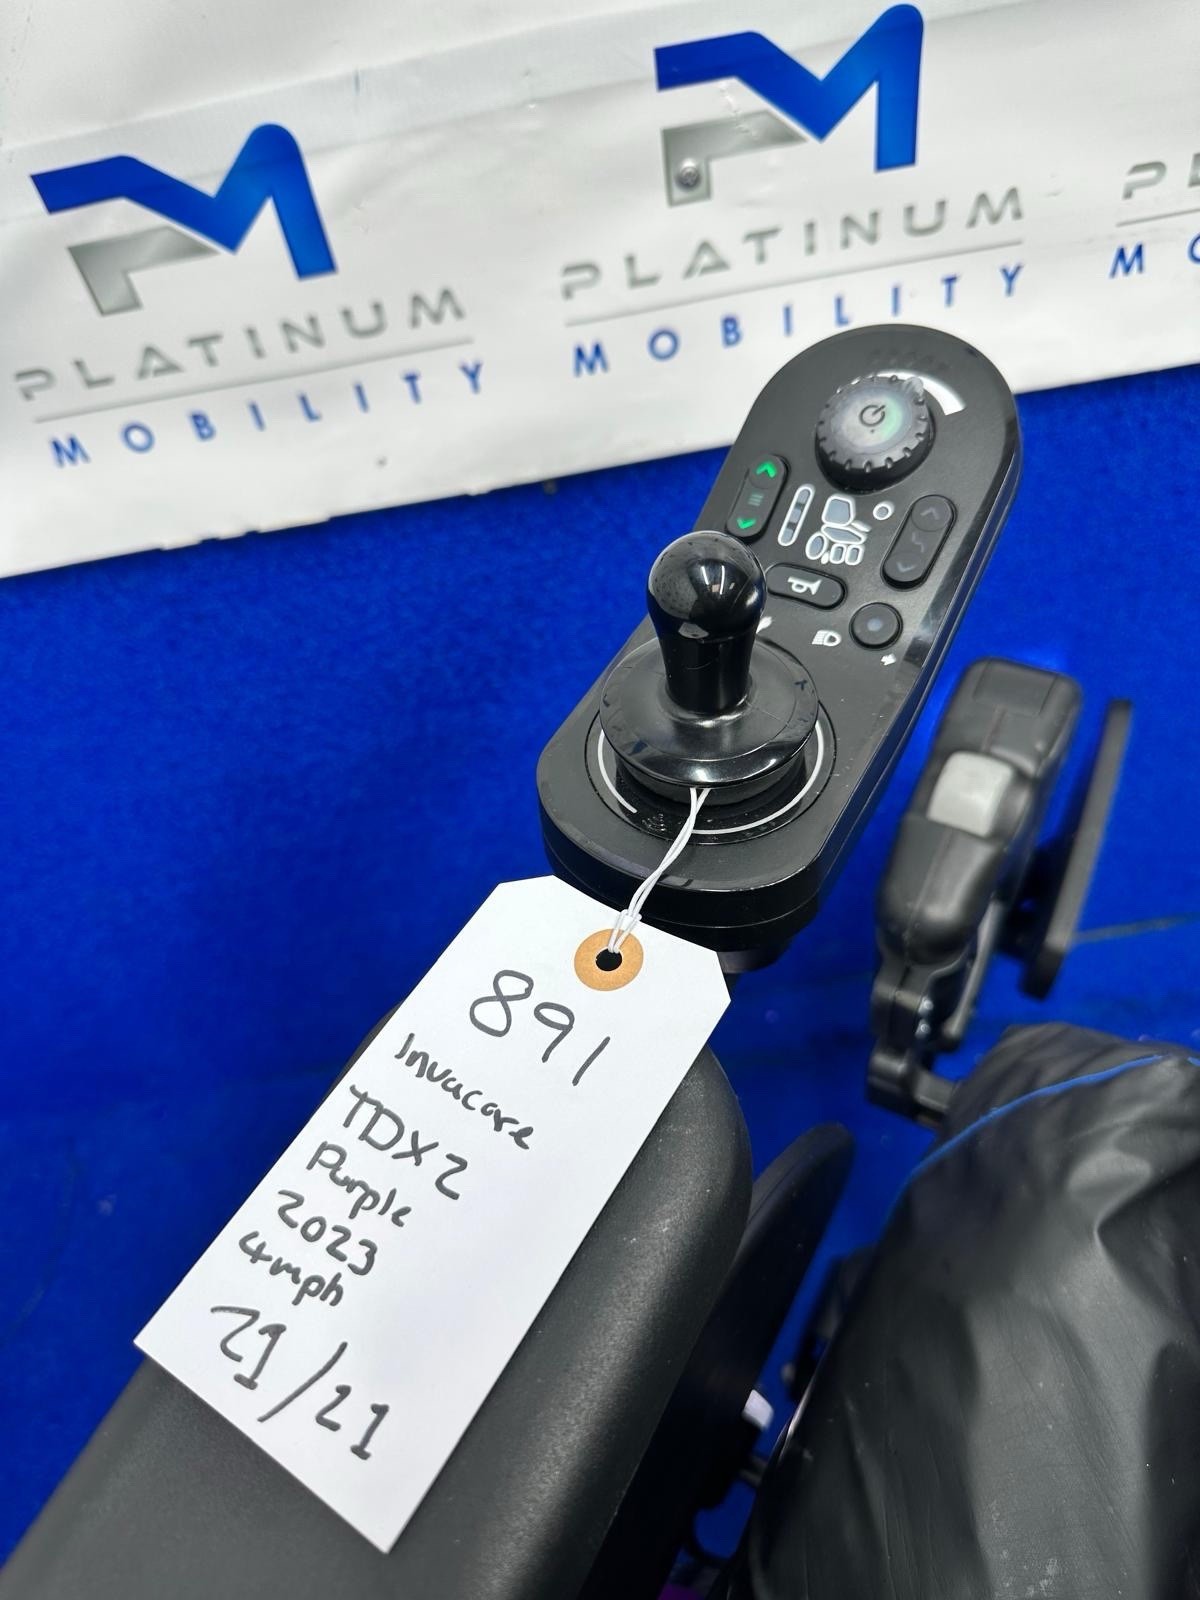 PLATINUM
MOBILITY
PLATINUM
MOBILITY
891
Invacare
TDX2
Purple
2023
4mph
21/21